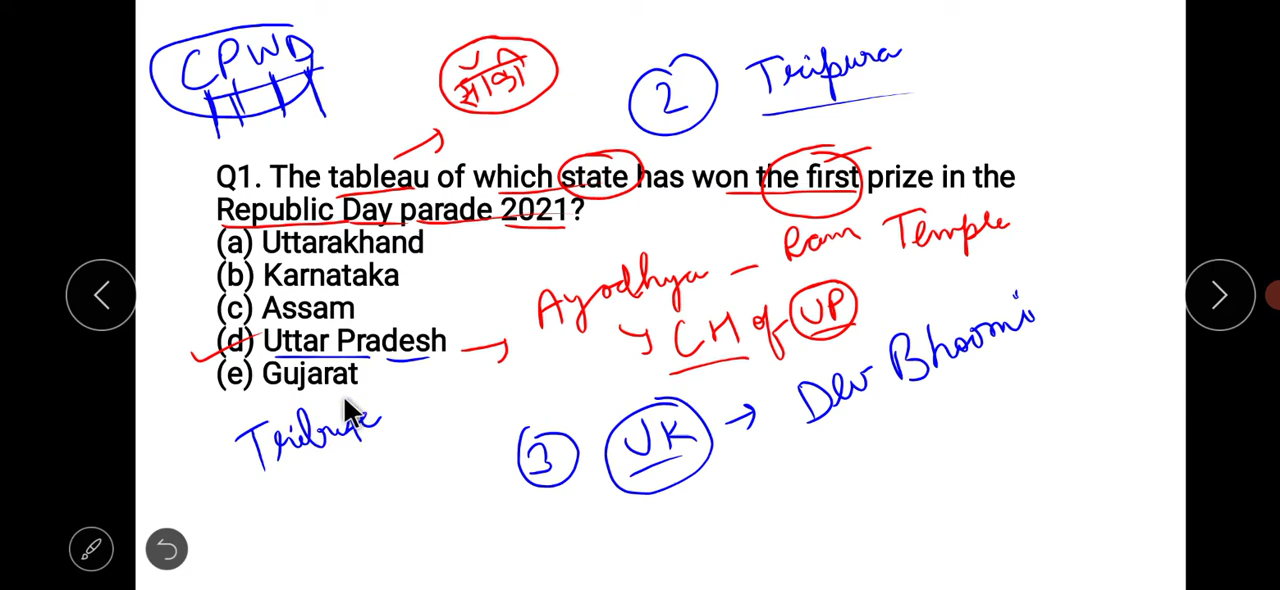 CPWD
झाँकी
2 Tripura
Q1. The tableau of which state has won the first prize in the
Republic Day parade 2021?
(a) Uttarakhand
(b) Karnataka
(c) Assam
(d) Uttar Pradesh
(e) Gujarat
Ayodhya - Ram Temple
CM of UP
3 UK → Dev Bhoomi
Tribute